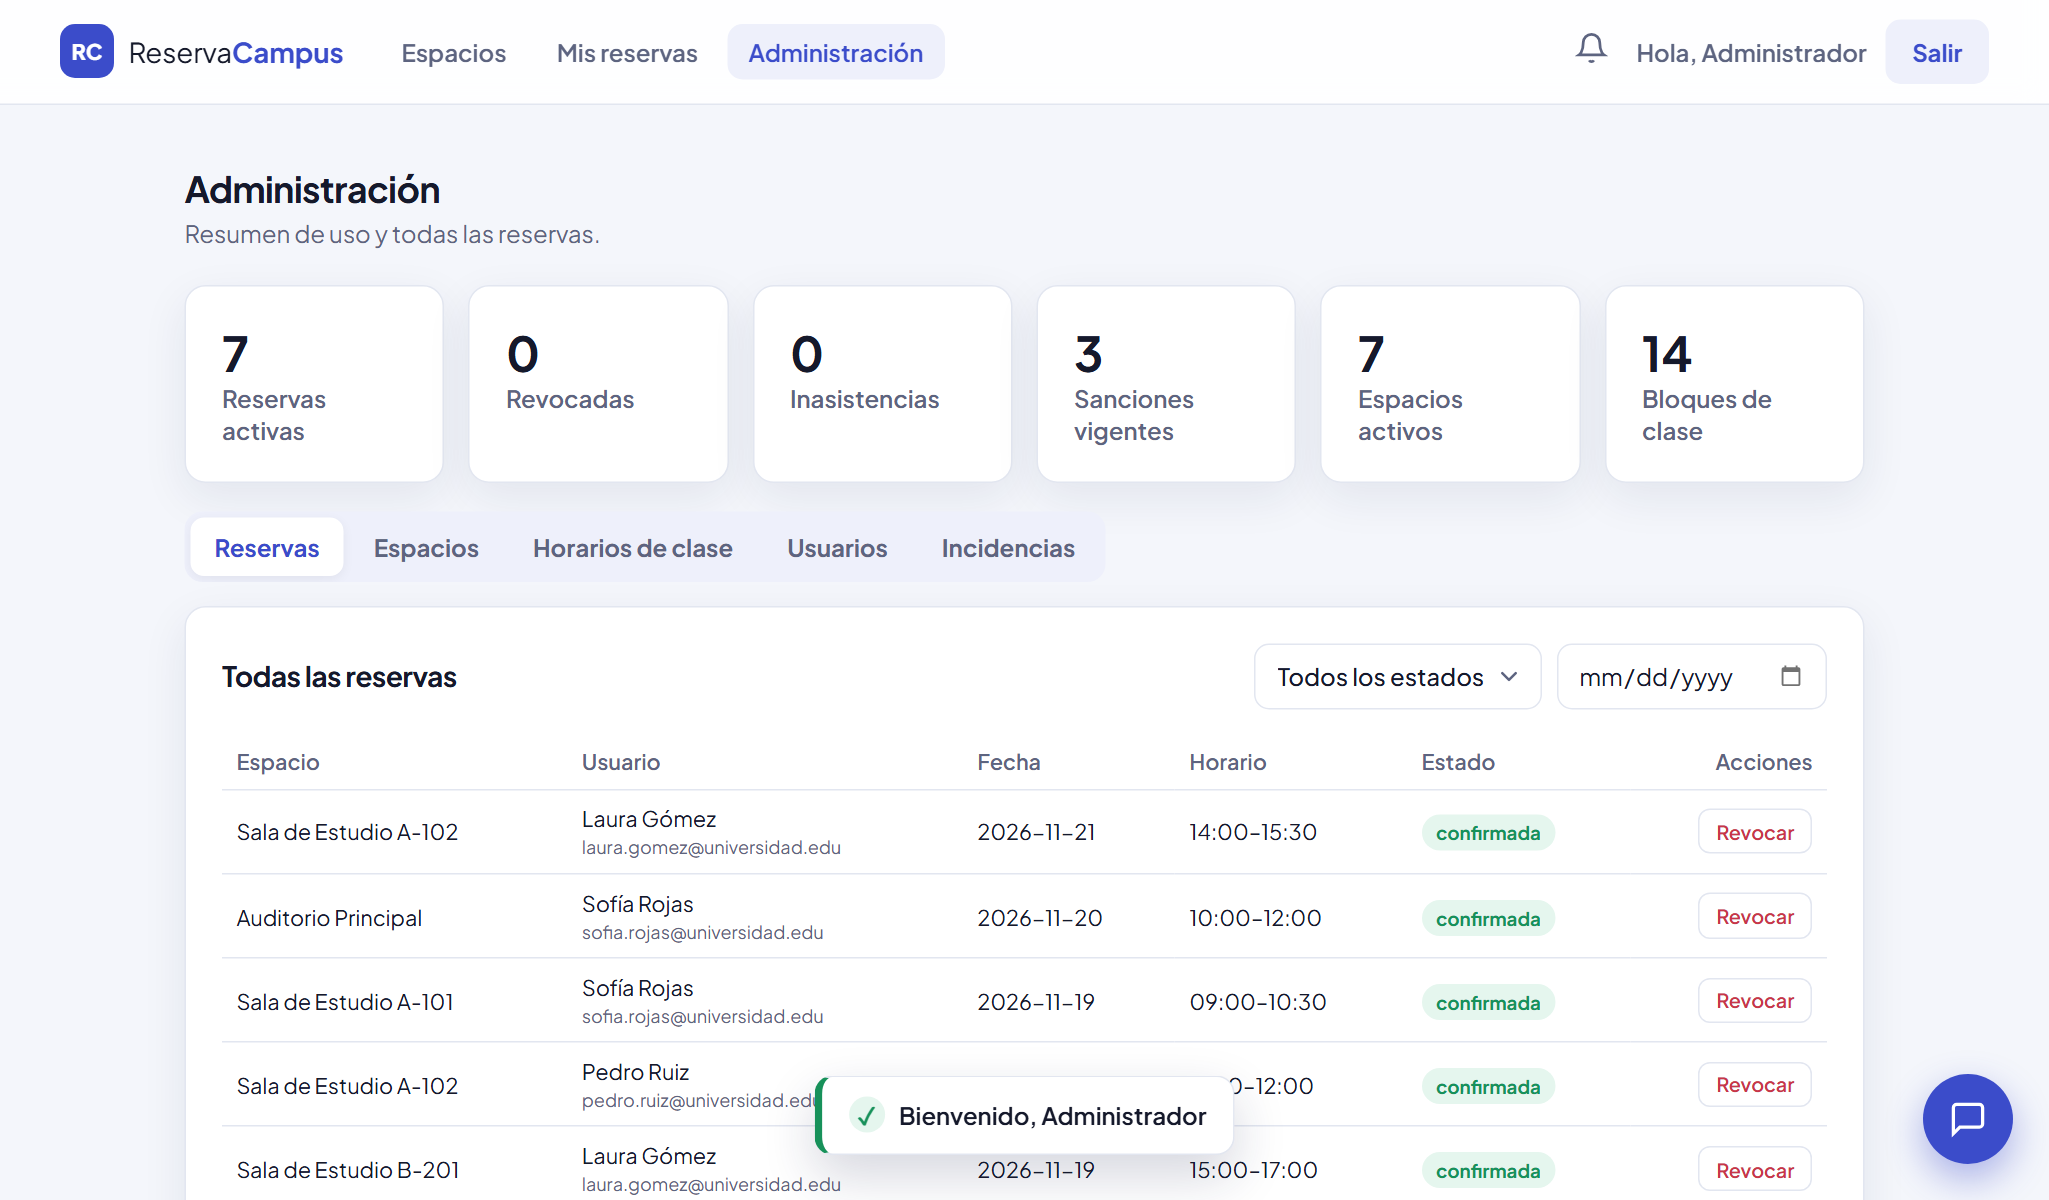 RC ReservaCampus Espacios Mis reservas Administración Hola, Administrador Salir
Administración
Resumen de uso y todas las reservas.
7 0 0 3 7 14
Reservas activas Revocadas Inasistencias Sanciones vigentes Espacios activos Bloques de clase
Reservas Espacios Horarios de clase Usuarios Incidencias
Todas las reservas Todos los estados mm/dd/yyyy
Espacio Usuario Fecha Horario Estado Acciones
Sala de Estudio A-102 Laura Gómez 2026-11-21 14:00-15:30 confirmada Revocar
laura.gomez@universidad.edu
Auditorio Principal Sofía Rojas 2026-11-20 10:00-12:00 confirmada Revocar
sofia.rojas@universidad.edu
Sala de Estudio A-101 Sofía Rojas 2026-11-19 09:00-10:30 confirmada Revocar
sofia.rojas@universidad.edu
Sala de Estudio A-102 Pedro Ruiz 0-12:00 confirmada Revocar
pedro.ruiz@universidad.edu
✓ Bienvenido, Administrador
Sala de Estudio B-201 Laura Gómez 2026-11-19 15:00-17:00 confirmada Revocar
laura.gomez@universidad.edu